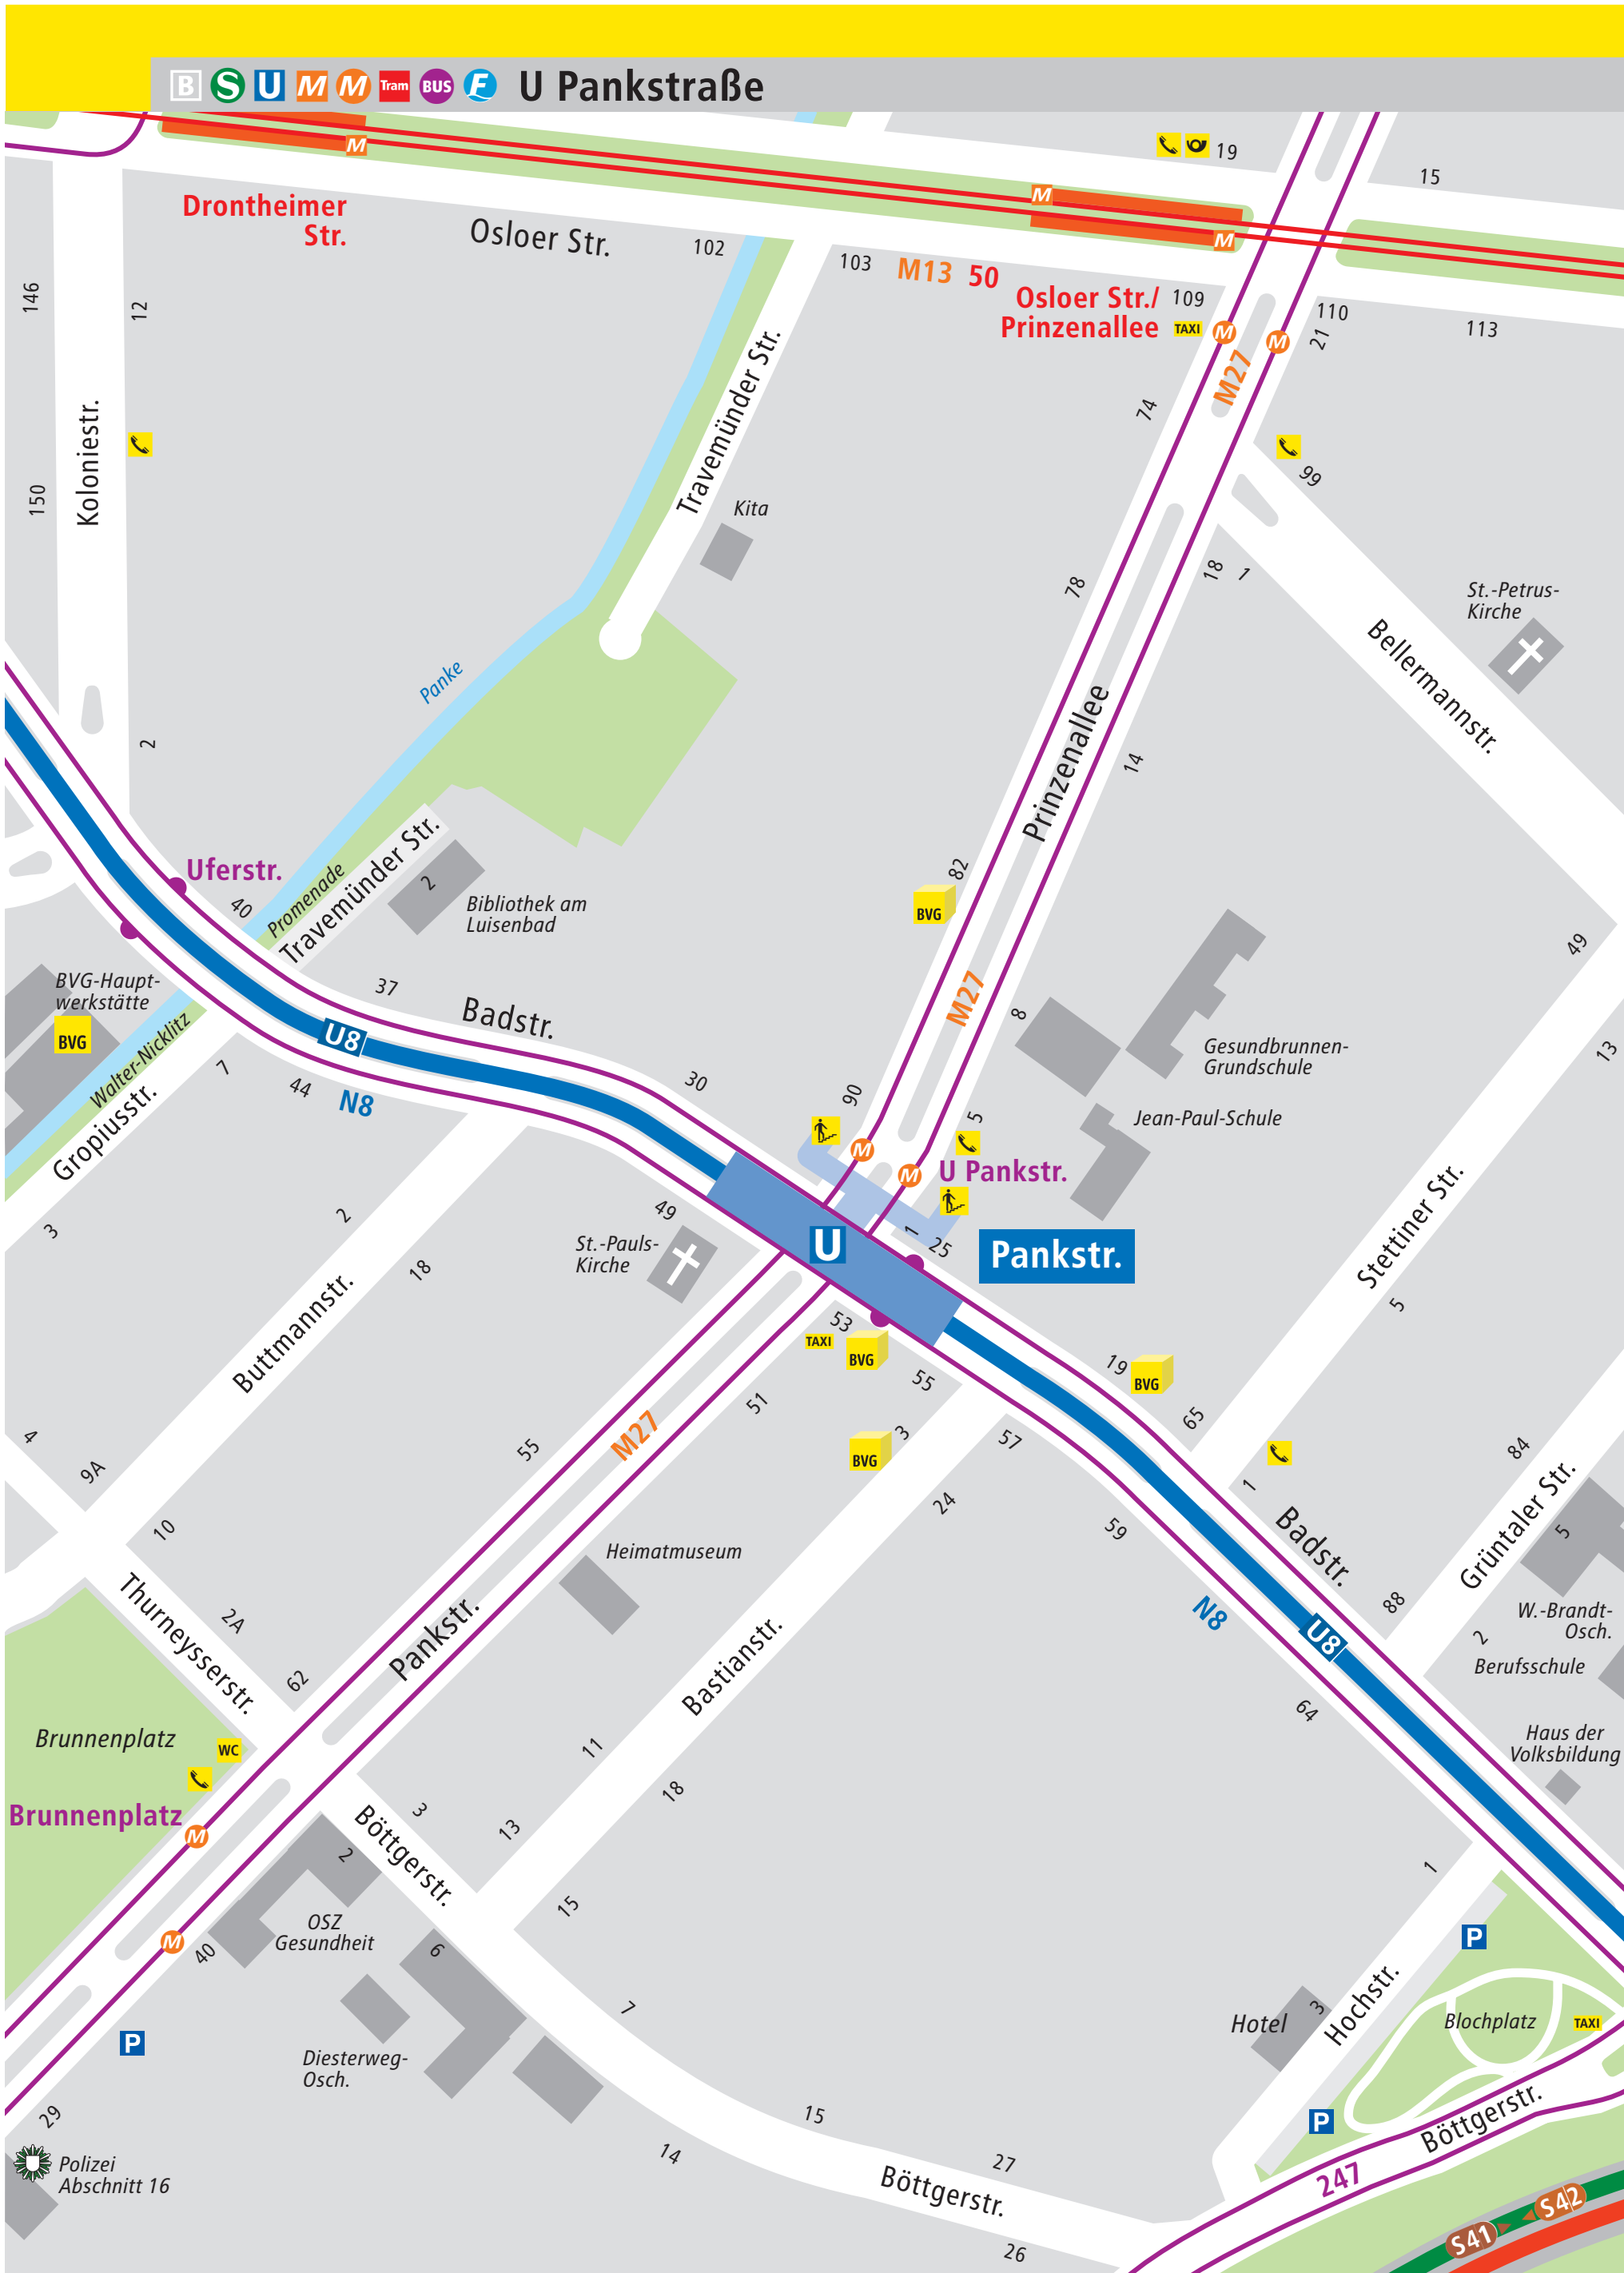 B S U M M Tram BUS F U Pankstraße
M
19
15
M
Drontheimer
Str.
Osloer Str.
102
103
M13 50
M
Osloer Str./
Prinzenallee
109
TAXI
M
M
110
21
113
146
12
M27
Travemünder Str.
74
Koloniestr.
150
99
Kita
78
18
1
St.-Petrus-
Kirche
Bellermannstr.
Panke
2
Prinzenallee
14
Uferstr.
40
Promenade
Travemünder Str.
2
Bibliothek am
Luisenbad
82
BVG
49
BVG-Haupt-
werkstätte
BVG
37
Badstr.
M27
8
Walter-Nicklitz
U8
Gesundbrunnen-
Grundschule
13
7
44
N8
30
90
5
Jean-Paul-Schule
Gropiusstr.
M
M
U Pankstr.
3
2
49
St.-Pauls-
Kirche
U
1
25
Pankstr.
Stettiner Str.
18
Buttmannstr.
53
TAXI
BVG
5
55
19
BVG
51
65
4
9A
55
M27
BVG
3
57
84
1
10
24
59
Badstr.
Grüntaler Str.
5
Heimatmuseum
Thurneysserstr.
2A
Pankstr.
N8
U8
88
W.-Brandt-
Osch.
2
Berufsschule
62
Bastianstr.
64
Brunnenplatz
WC
11
Haus der
Volksbildung
Brunnenplatz
M
18
3
13
Böttgerstr.
2
1
15
OSZ
Gesundheit
M
40
6
P
7
Hotel
3
Hochstr.
Blochplatz
TAXI
P
Diesterweg-
Osch.
29
15
P
Böttgerstr.
14
27
Polizei
Abschnitt 16
Böttgerstr.
247
26
S41
S42